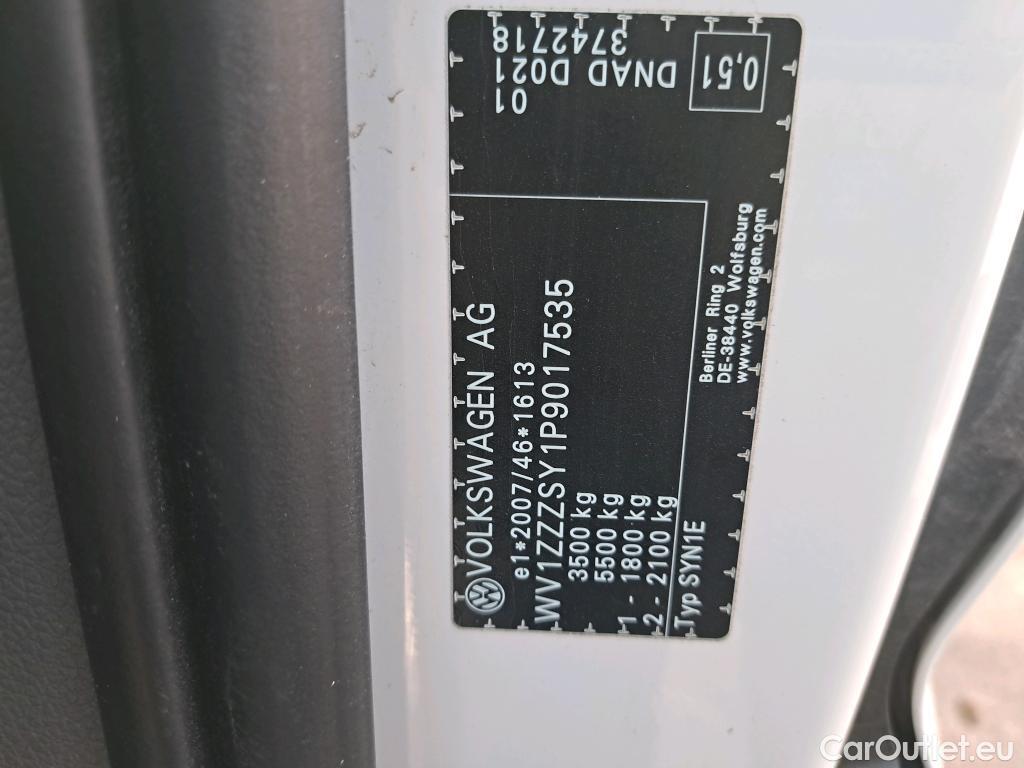 VOLKSWAGEN AG
e1*2007/46*1613
WV1ZZZSY1P9017535
3500 kg
5500 kg
1 - 1800 kg
2 - 2100 kg
Typ SYN1E
Berliner Ring 2
DE-38440 Wolfsburg
www.volkswagen.com
01
DNAD D021
3742718
0,51
CarOutlet.eu